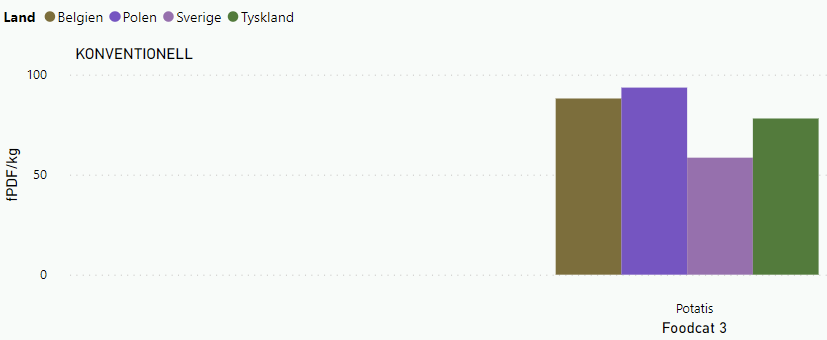 Land Belgien Polen Sverige Tyskland
KONVENTIONELL
100
fPDF/kg
50
0
Potatis
Foodcat 3